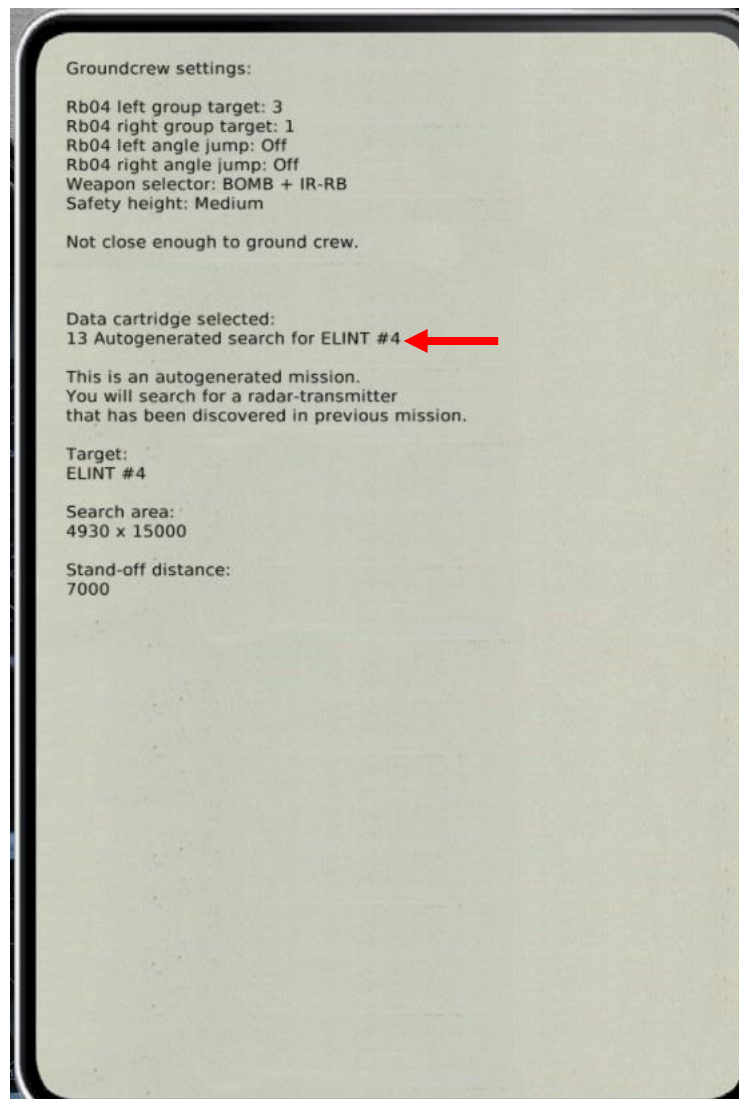 Groundcrew settings:
Rb04 left group target: 3
Rb04 right group target: 1
Rb04 left angle jump: Off
Rb04 right angle jump: Off
Weapon selector: BOMB + IR-RB
Safety height: Medium
Not close enough to ground crew.
Data cartridge selected:
13 Autogenerated search for ELINT #4
This is an autogenerated mission.
You will search for a radar-transmitter
that has been discovered in previous mission.
Target:
ELINT #4
Search area:
4930 x 15000
Stand-off distance:
7000